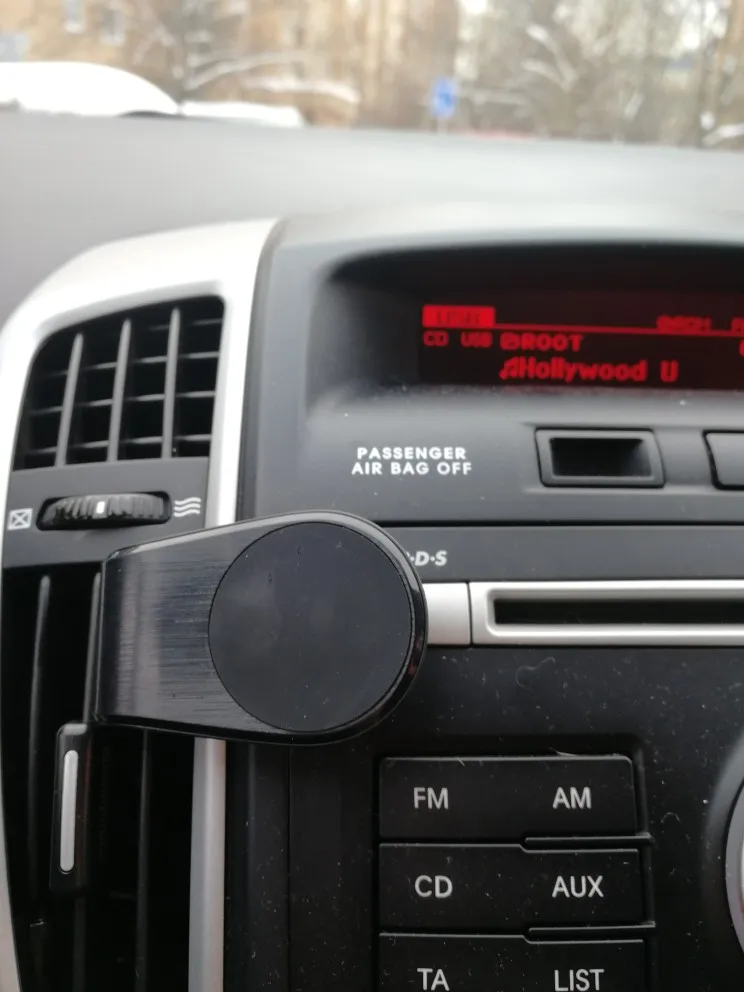 CD USB ROOT
Hollywood U
PASSENGER
AIR BAG OFF
D·S
FM AM
CD AUX
TA LIST